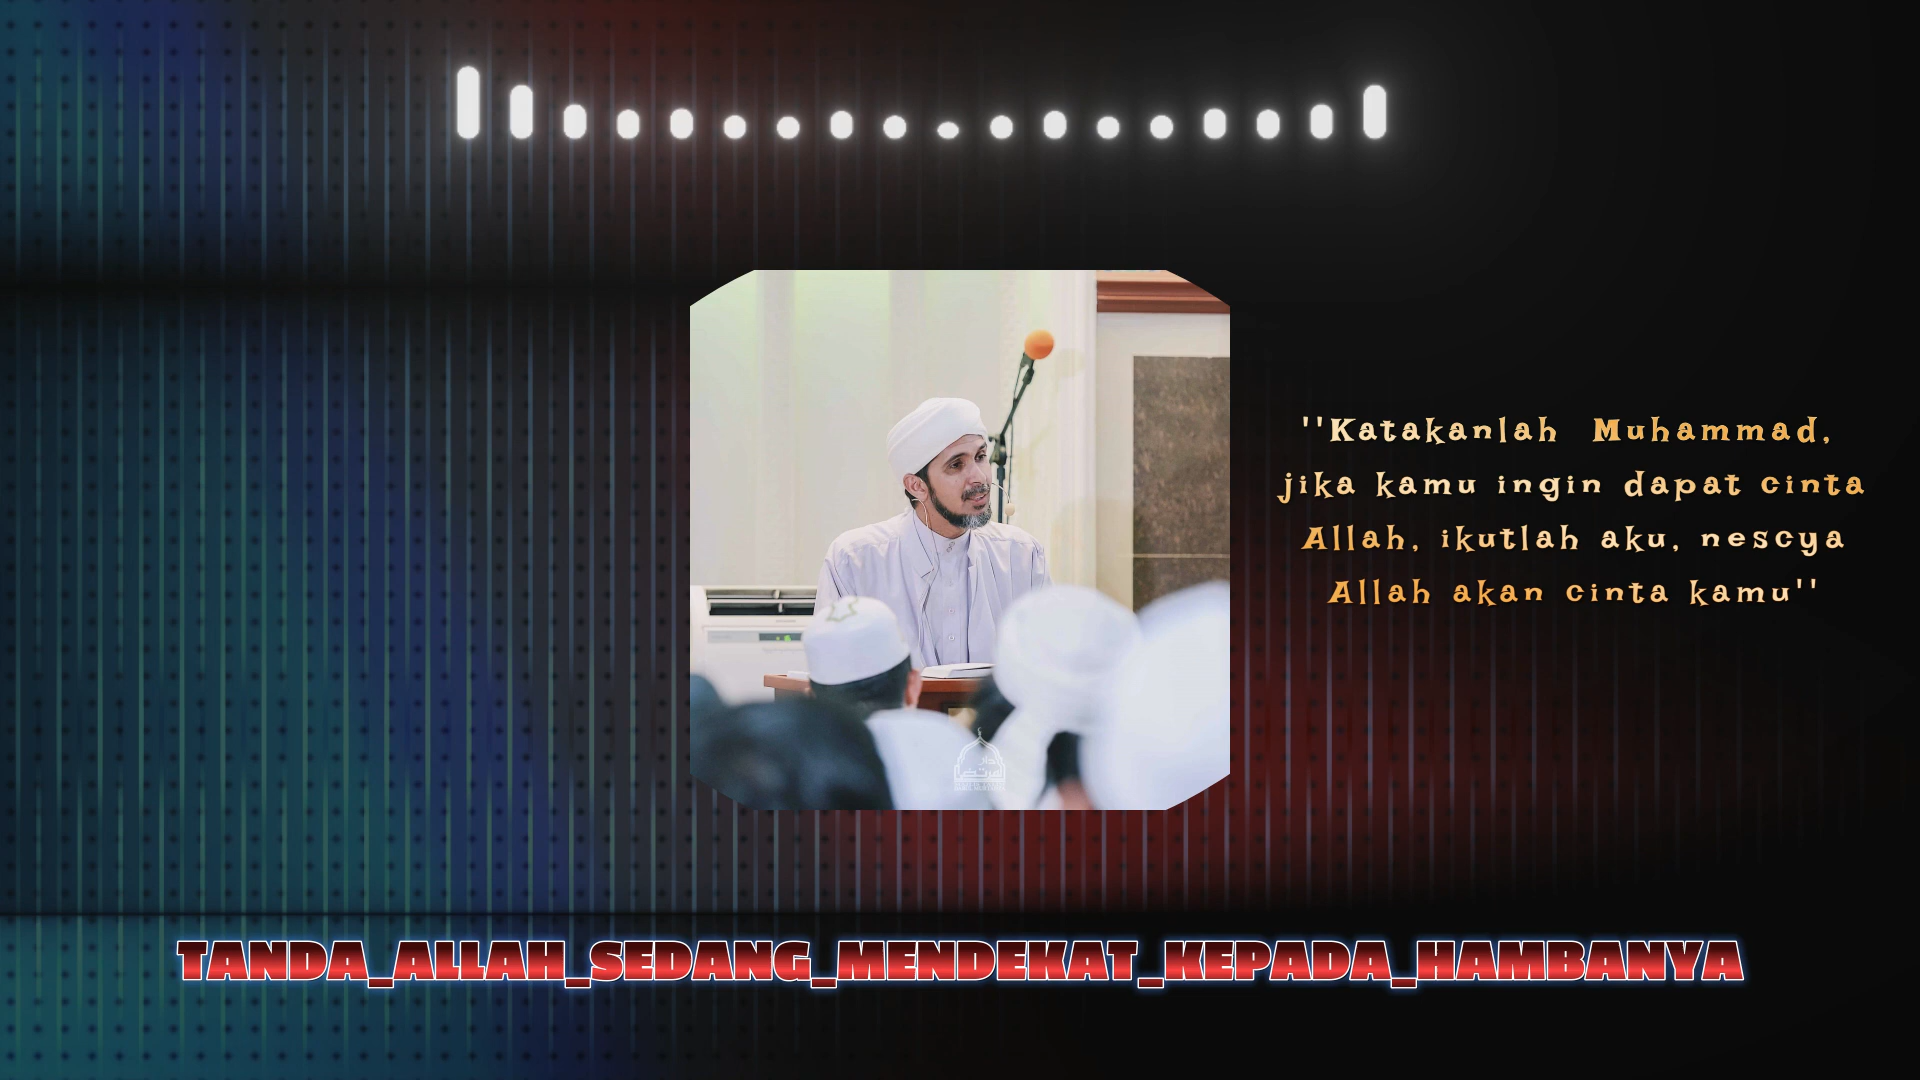 ''Katakanlah Muhammad,
jika kamu ingin dapat cinta
Allah, ikutlah aku, nescya
Allah akan cinta kamu''
TANDA_ALLAH_SEDANG_MENDEKAT_KEPADA_HAMBANYA